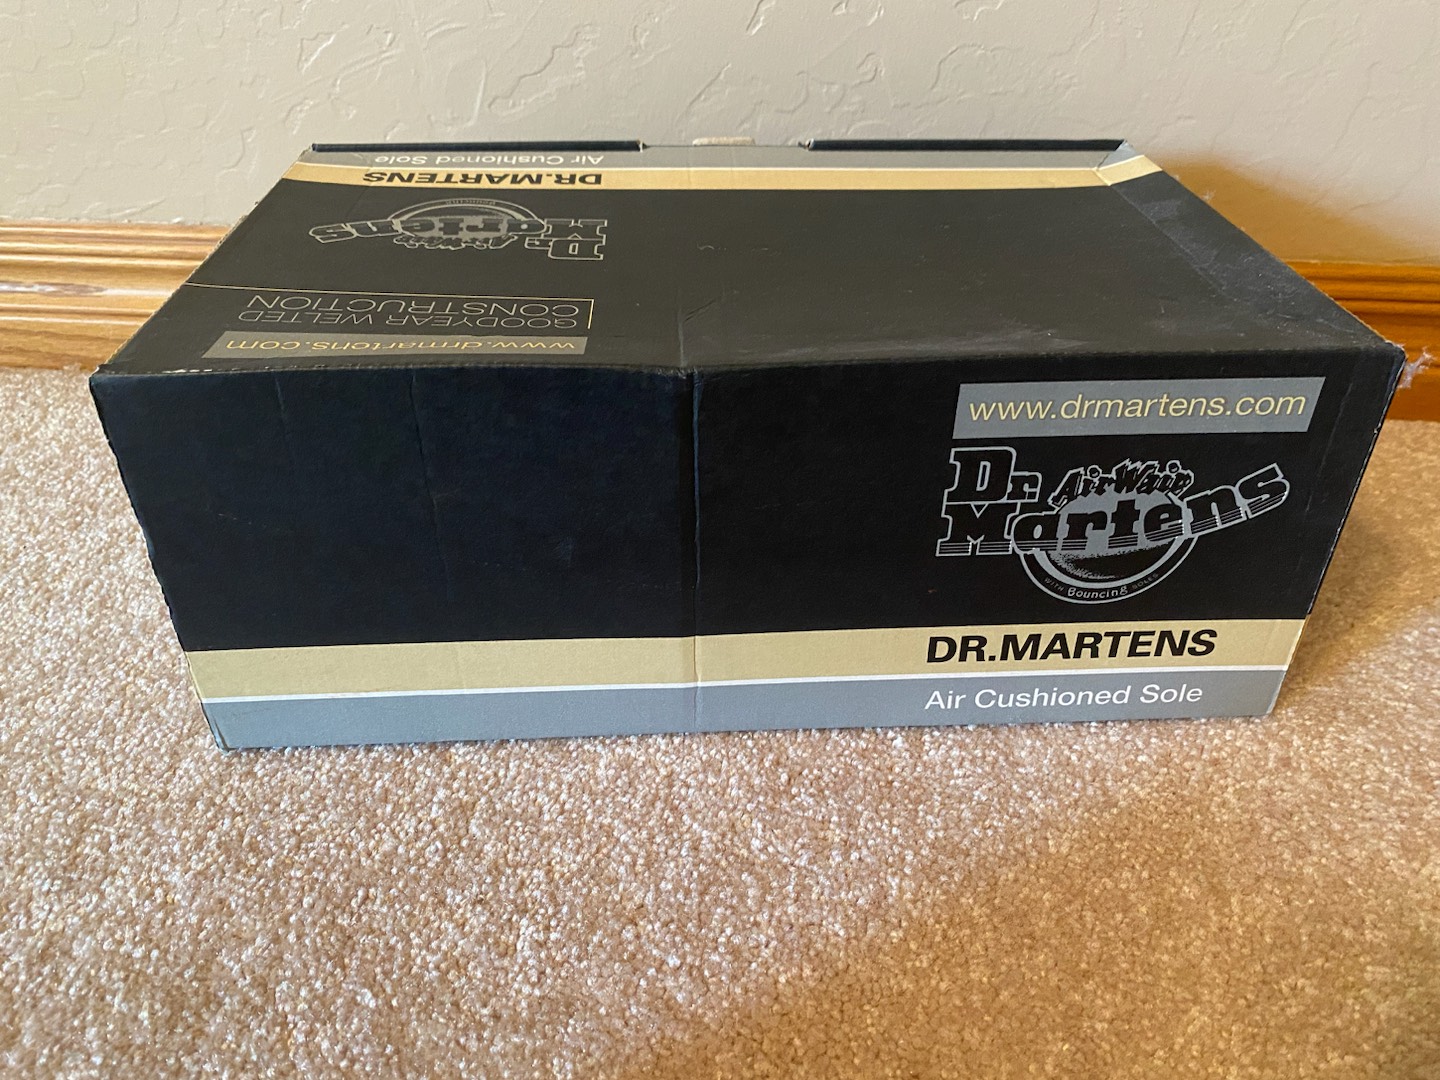 Air Cushioned Sole
DR.MARTENS
Dr. AirWair
Martens
GOODYEAR WELTED
CONSTRUCTION
www.drmartens.com
www.drmartens.com
Dr. AirWair
Martens
WITH Bouncing SOLES
DR.MARTENS
Air Cushioned Sole